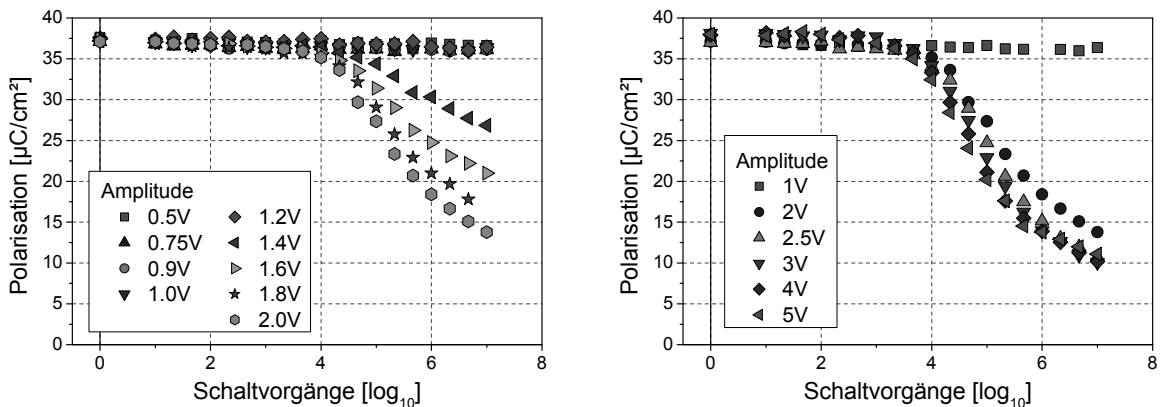 Polarisation [µC/cm²]
40
35
30
25
20
15
10
5
0
Amplitude
0.5V
0.75V
0.9V
1.0V
1.2V
1.4V
1.6V
1.8V
2.0V
0 2 4 6 8
Schaltvorgänge [log10]
Polarisation [µC/cm²]
40
35
30
25
20
15
10
5
0
Amplitude
1V
2V
2.5V
3V
4V
5V
0 2 4 6 8
Schaltvorgänge [log10]